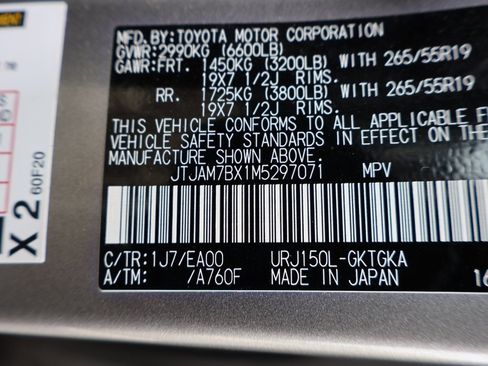 MFD.BY:TOYOTA MOTOR CORPORATION
GVWR:2990KG (6600LB)
GAWR:FRT. 1450KG (3200LB) WITH 265/55R19
19X7 1/2J RIMS.
RR. 1725KG (3800LB) WITH 265/55R19
19X7 1/2J RIMS.
THIS VEHICLE CONFORMS TO ALL APPLICABLE
VEHICLE SAFETY STANDARDS IN EFFECT ON
OF MANUFACTURE SHOWN ABOVE.
JTJAM7BX1M5297071 MPV
C/TR:1J7/EA00 URJ150L-GKTGKA
A/TM: /A760F MADE IN JAPAN 16
X2
60F20